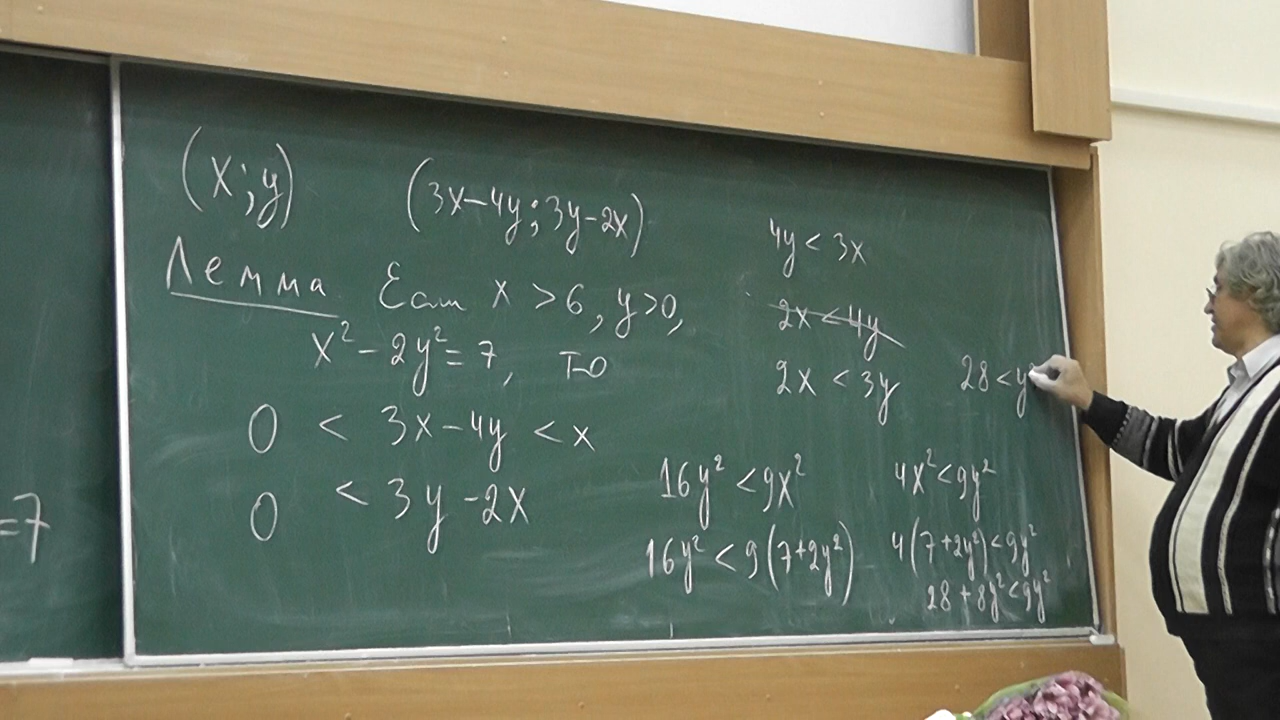 (x;y) (3x-4y;3y-2x)
Лемма Если x > 6, y > 0,
x² - 2y² = 7, то
0 < 3x-4y < x
0 < 3y-2x
4y < 3x
2x < 4y
2x < 3y
28 < y²
16y² < 9x²
16y² < 9(7+2y²)
4x² < 9y²
4(7+2y²) < 9y²
28 + 8y² < 9y²
=7